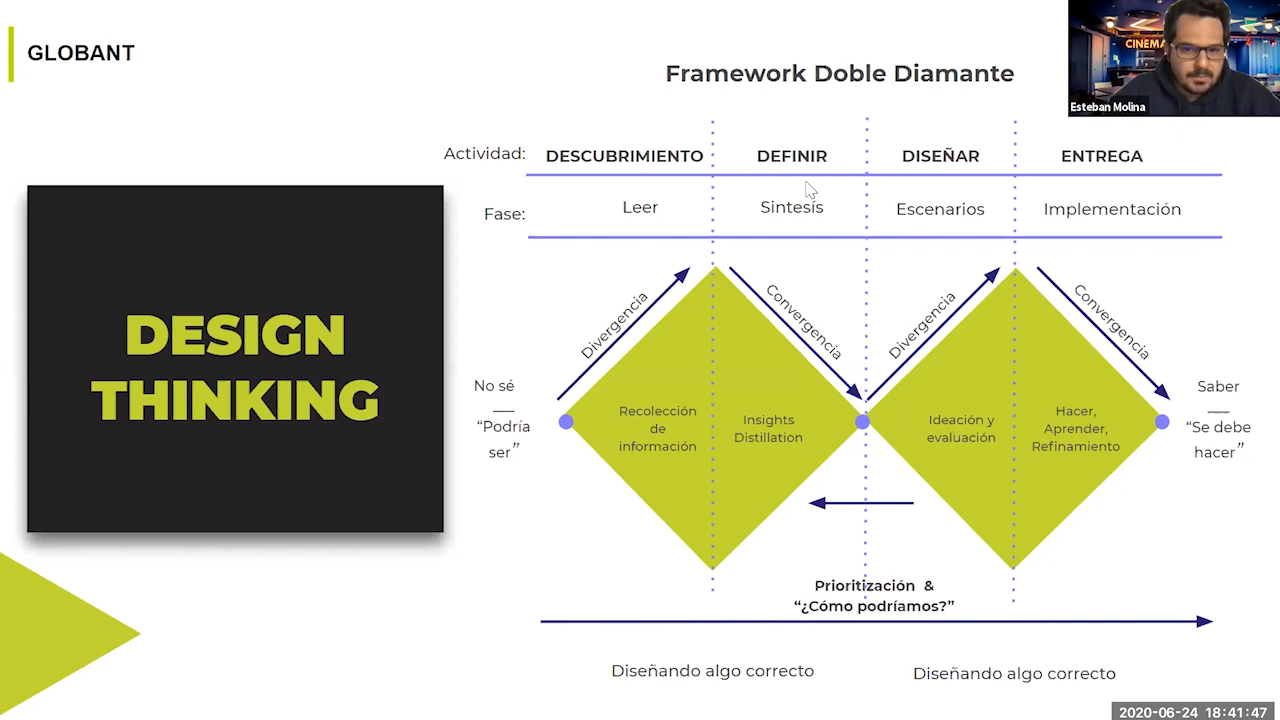 GLOBANT
Framework Doble Diamante
CINEMA
Esteban Molina
Actividad: DESCUBRIMIENTO DEFINIR DISEÑAR ENTREGA
Fase: Leer Sintesís Escenarios Implementación
DESIGN
THINKING
Divergencia
Convergencia
Divergencia
Convergencia
No sé
“Podría
ser”
Recolección
de
información
Insights
Distillation
Ideación y
evaluación
Hacer,
Aprender,
Refinamiento
Saber
“Se debe
hacer”
Prioritización &
“¿Cómo podríamos?”
Diseñando algo correcto
Diseñando algo correcto
2020-06-24 18:41:47